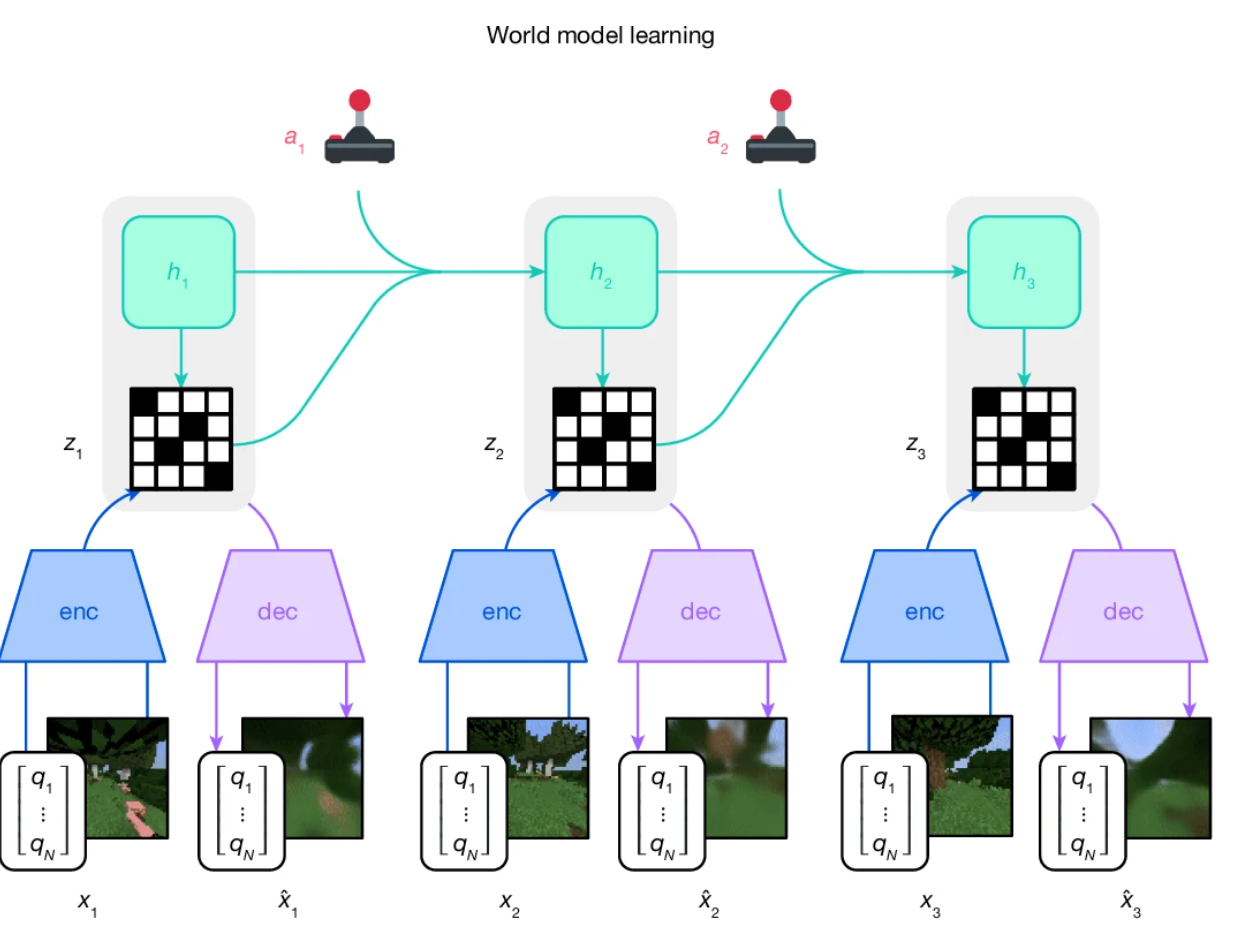 World model learning
a1 a2
h1 h2 h3
z1 z2 z3
enc dec enc dec enc dec
q1 q1 q1 q1 q1 q1
⋮ ⋮ ⋮ ⋮ ⋮ ⋮
qN qN qN qN qN qN
x1 x̂1 x2 x̂2 x3 x̂3